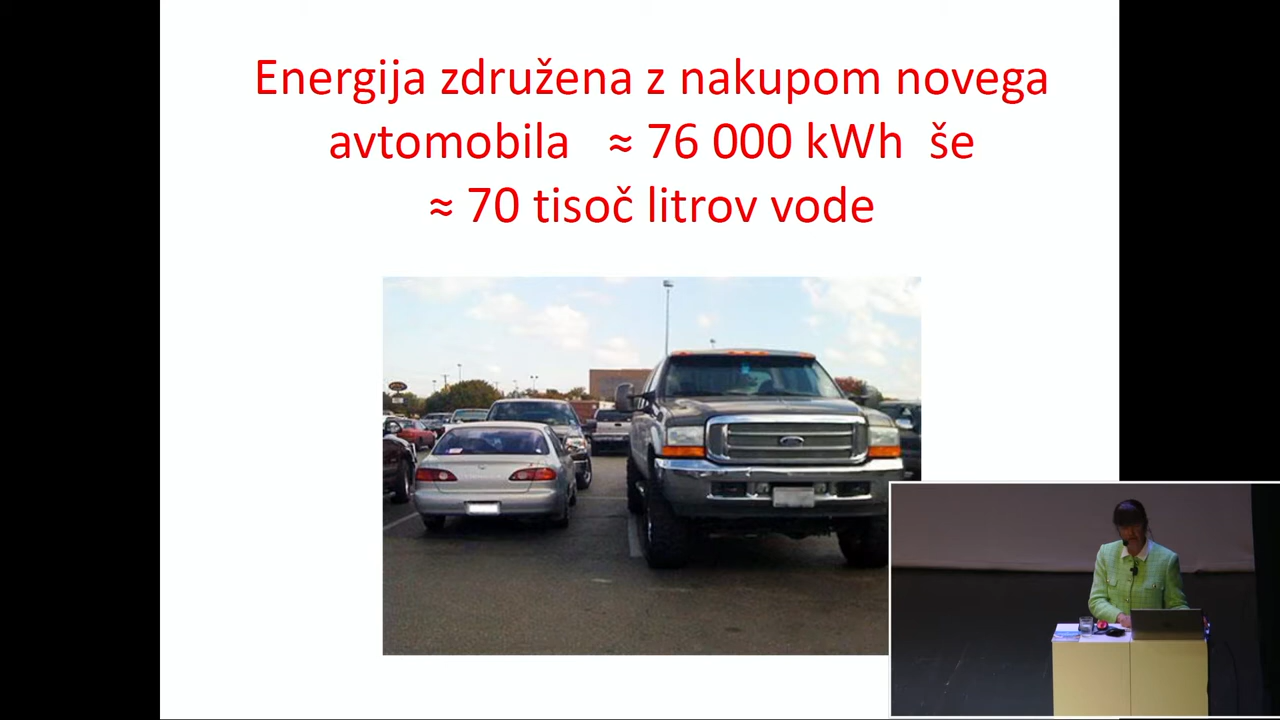 Energija združena z nakupom novega
avtomobila ≈ 76 000 kWh še
≈ 70 tisoč litrov vode